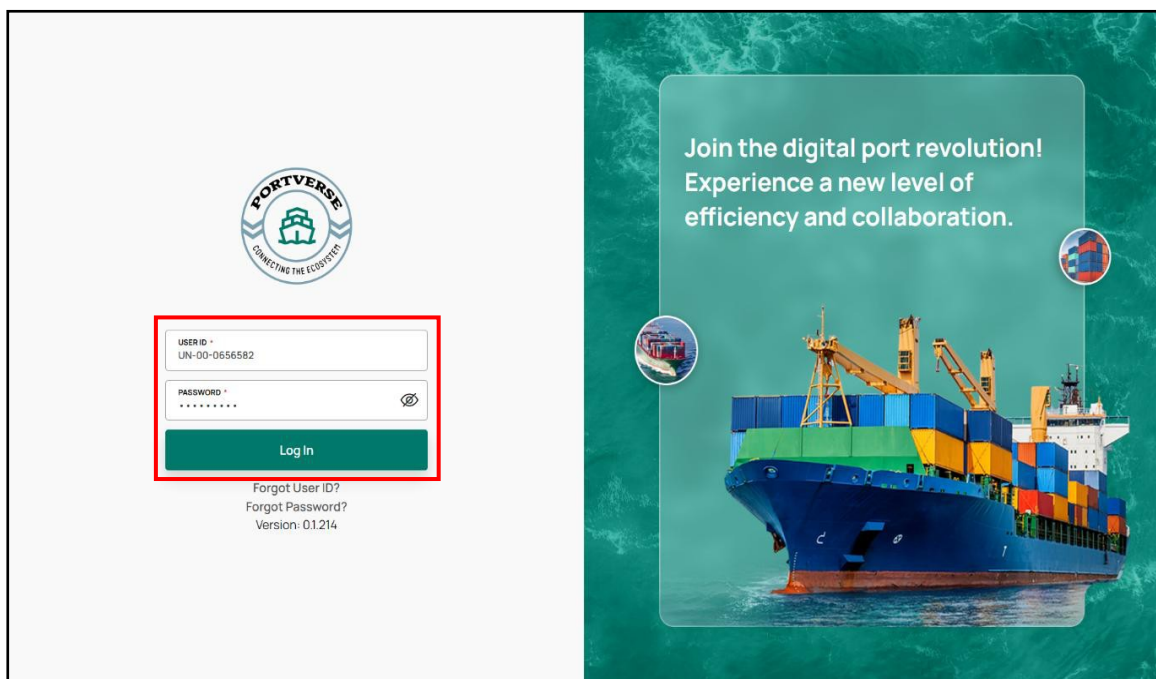 PORTVERSE
CONNECTING THE ECOSYSTEM
USER ID *
UN-00-0656582
PASSWORD *
Log In
Forgot User ID?
Forgot Password?
Version: 0.1.214
Join the digital port revolution!
Experience a new level of
efficiency and collaboration.